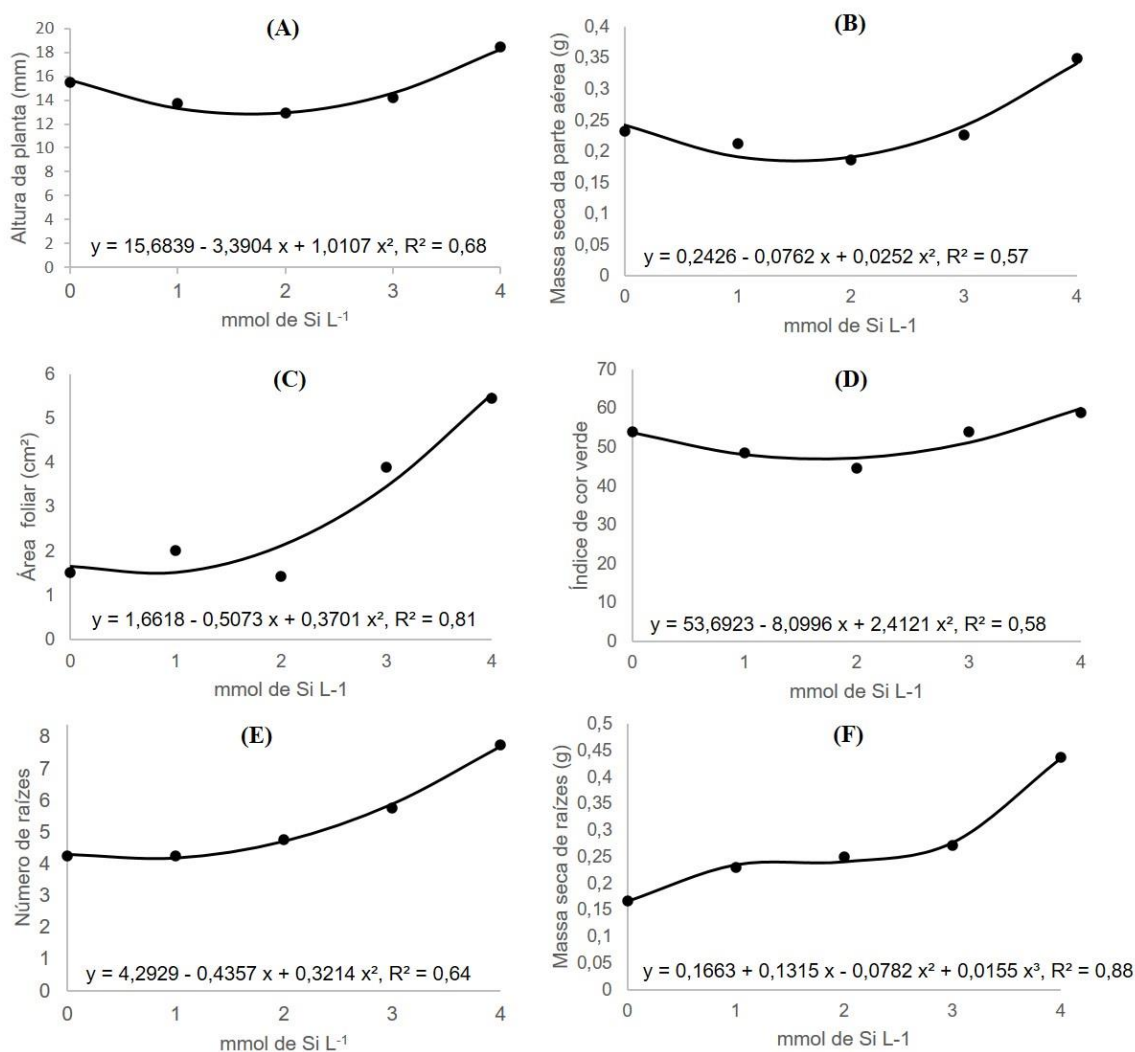 (A)
Altura da planta (mm)
20
18
16
14
12
10
8
6
4
2
0
y = 15,6839 - 3,3904 x + 1,0107 x², R² = 0,68
0 1 2 3 4
mmol de Si L⁻¹
(B)
Massa seca da parte aérea (g)
0,4
0,35
0,3
0,25
0,2
0,15
0,1
0,05
0
y = 0,2426 - 0,0762 x + 0,0252 x², R² = 0,57
0 1 2 3 4
mmol de Si L-1
(C)
Área foliar (cm²)
6
5
4
3
2
1
0
y = 1,6618 - 0,5073 x + 0,3701 x², R² = 0,81
0 1 2 3 4
mmol de Si L-1
(D)
Índice de cor verde
70
60
50
40
30
20
10
0
y = 53,6923 - 8,0996 x + 2,4121 x², R² = 0,58
0 1 2 3 4
mmol de Si L-1
(E)
Número de raízes
8
7
6
5
4
3
2
1
0
y = 4,2929 - 0,4357 x + 0,3214 x², R² = 0,64
0 1 2 3 4
mmol de Si L⁻¹
(F)
Massa seca de raízes (g)
0,5
0,45
0,4
0,35
0,3
0,25
0,2
0,15
0,1
0,05
0
y = 0,1663 + 0,1315 x - 0,0782 x² + 0,0155 x³, R² = 0,88
0 1 2 3 4
mmol de Si L-1